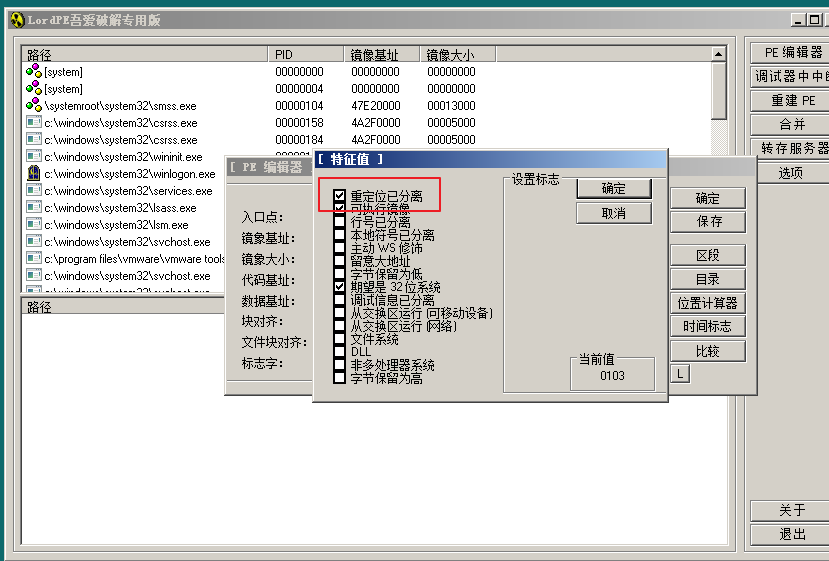 LordPE吾爱破解专用版
路径 PID 镜像基址 镜像大小
[system] 00000000 00000000 00000000
[system] 00000004 00000000 00000000
\systemroot\system32\smss.exe 00000104 47E20000 00013000
c:\windows\system32\csrss.exe 00000158 4A2F0000 00005000
c:\windows\system32\csrss.exe 00000184 4A2F0000 00005000
c:\windows\system32\wininit.exe
c:\windows\system32\winlogon.exe
c:\windows\system32\services.exe
c:\windows\system32\lsass.exe
c:\windows\system32\lsm.exe
c:\windows\system32\svchost.exe
c:\program files\vmware\vmware tools
c:\windows\system32\svchost.exe
c:\windows\system32\svchost.exe
路径
PE 编辑器
调试器中中
重建 PE
合并
转存服务器
选项
关于
退出
[ PE 编辑器
入口点:
镜像基址:
镜像大小:
代码基址:
数据基址:
块对齐:
文件块对齐:
标志字:
确定
保存
区段
目录
位置计算器
时间标志
比较
L
[ 特征值 ]
重定位已分离
可执行镜像
行号已分离
本地符号已分离
主动 WS 修饰
留意大地址
字节保留为低
期望是 32 位系统
调试信息已分离
从交换区运行 (可移动设备)
从交换区运行 (网络)
文件系统
DLL
非多处理器系统
字节保留为高
设置标志
确定
取消
当前值
0103